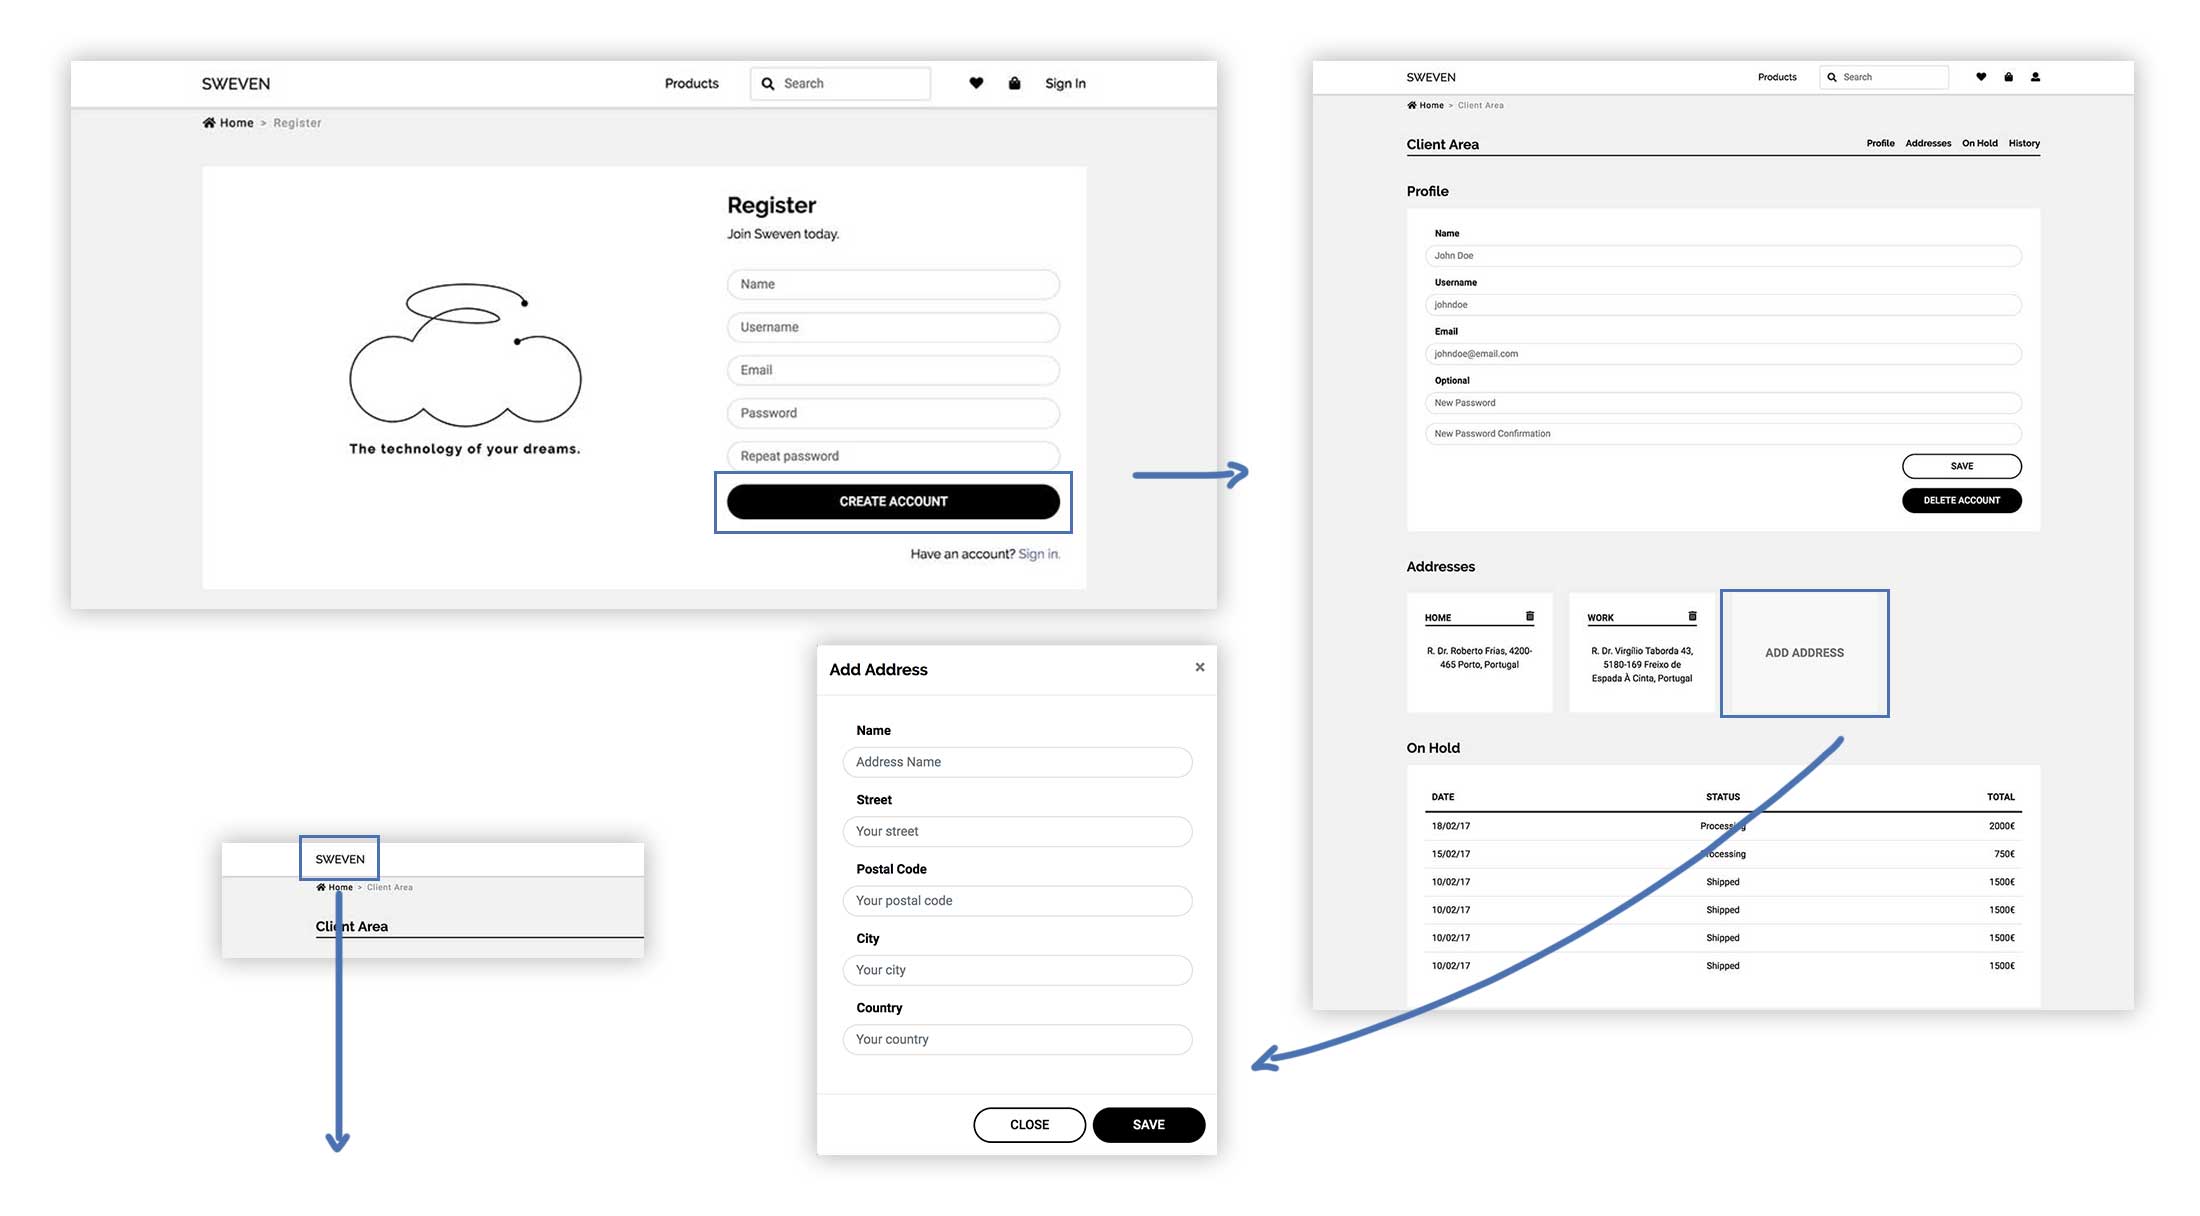 SWEVEN
Products
Search
Sign In
Home > Register
Register
Join Sweven today.
Name
Username
Email
Password
Repeat password
CREATE ACCOUNT
Have an account? Sign in.
The technology of your dreams.
SWEVEN
Products
Search
Home > Client Area
Client Area
Profile Addresses On Hold History
Profile
Name
John Doe
Username
johndoe
Email
johndoe@email.com
Optional
New Password
New Password Confirmation
SAVE
DELETE ACCOUNT
Addresses
HOME
R. Dr. Roberto Frias, 4200-
465 Porto, Portugal
WORK
R. Dr. Virgílio Taborda 43,
5180-169 Freixo de
Espada À Cinta, Portugal
ADD ADDRESS
On Hold
DATE STATUS TOTAL
18/02/17 Processing 2000€
15/02/17 Processing 750€
10/02/17 Shipped 1500€
10/02/17 Shipped 1500€
10/02/17 Shipped 1500€
10/02/17 Shipped 1500€
Add Address
×
Name
Address Name
Street
Your street
Postal Code
Your postal code
City
Your city
Country
Your country
CLOSE
SAVE
SWEVEN
Home > Client Area
Client Area